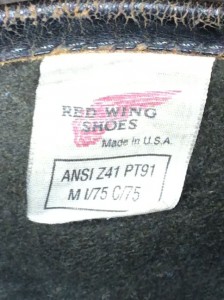 RED WING
SHOES
Made in U.S.A.
ANSI Z41 PT91
M I/75 C/75